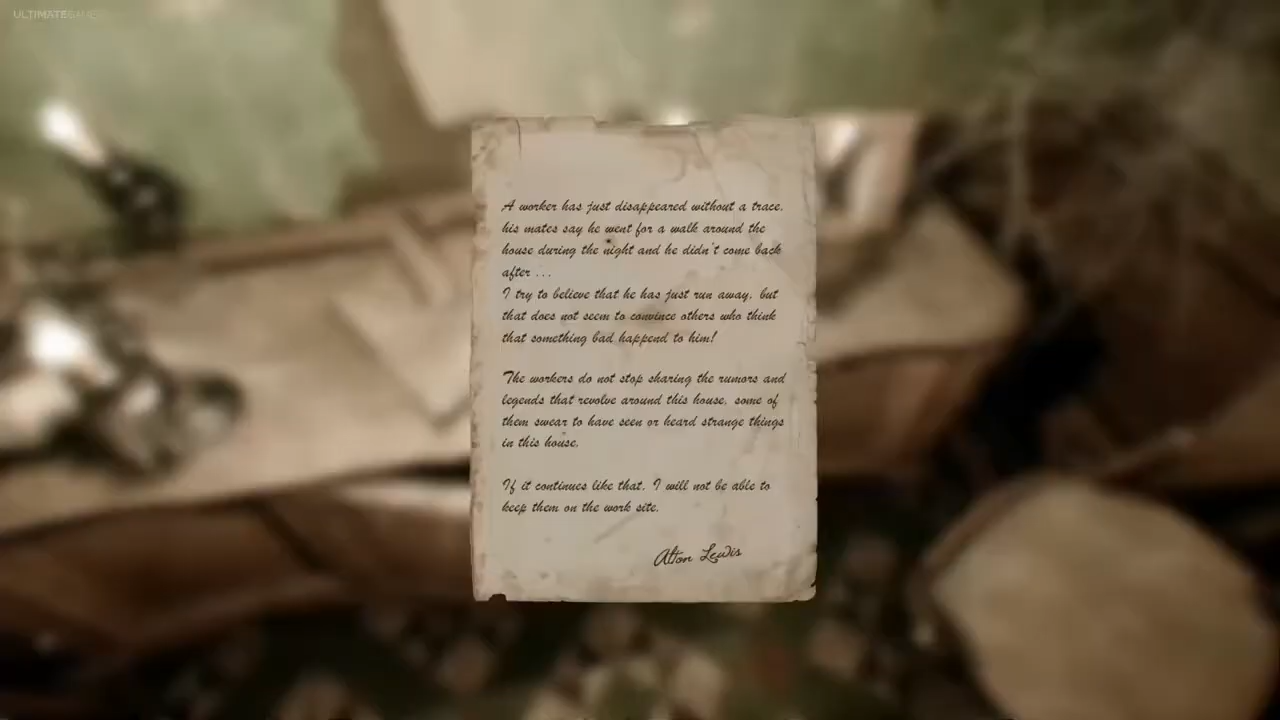 ULTIMATE
A worker has just disappeared without a trace,
his mates say he went for a walk around the
house during the night and he didn't come back
after ...
I try to believe that he has just run away, but
that does not seem to convince others who think
that something bad happend to him!
The workers do not stop sharing the rumors and
legends that revolve around this house, some of
them swear to have seen or heard strange things
in this house.
If it continues like that, I will not be able to
keep them on the work site.
Alton Lewis